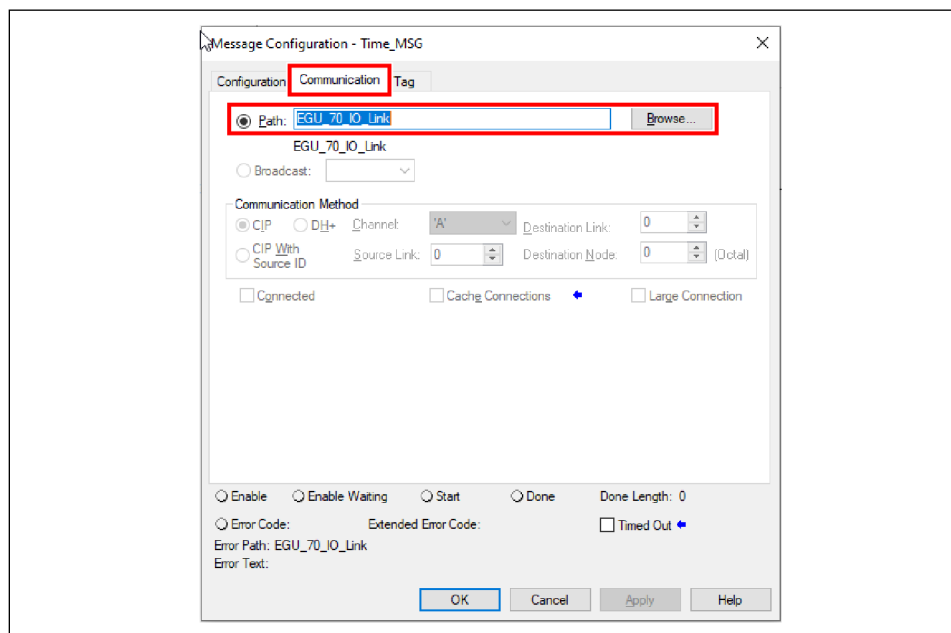 Message Configuration - Time_MSG
Configuration Communication Tag
Path: EGU_70_IO_Link Browse...
EGU_70_IO_Link
Broadcast:
Communication Method
CIP DH+ Channel: 'A' Destination Link: 0
CIP With Source ID Source Link: 0 Destination Node: 0 (Octal)
Connected Cache Connections Large Connection
Enable Enable Waiting Start Done Done Length: 0
Error Code: Extended Error Code: Timed Out
Error Path: EGU_70_IO_Link
Error Text:
OK Cancel Apply Help